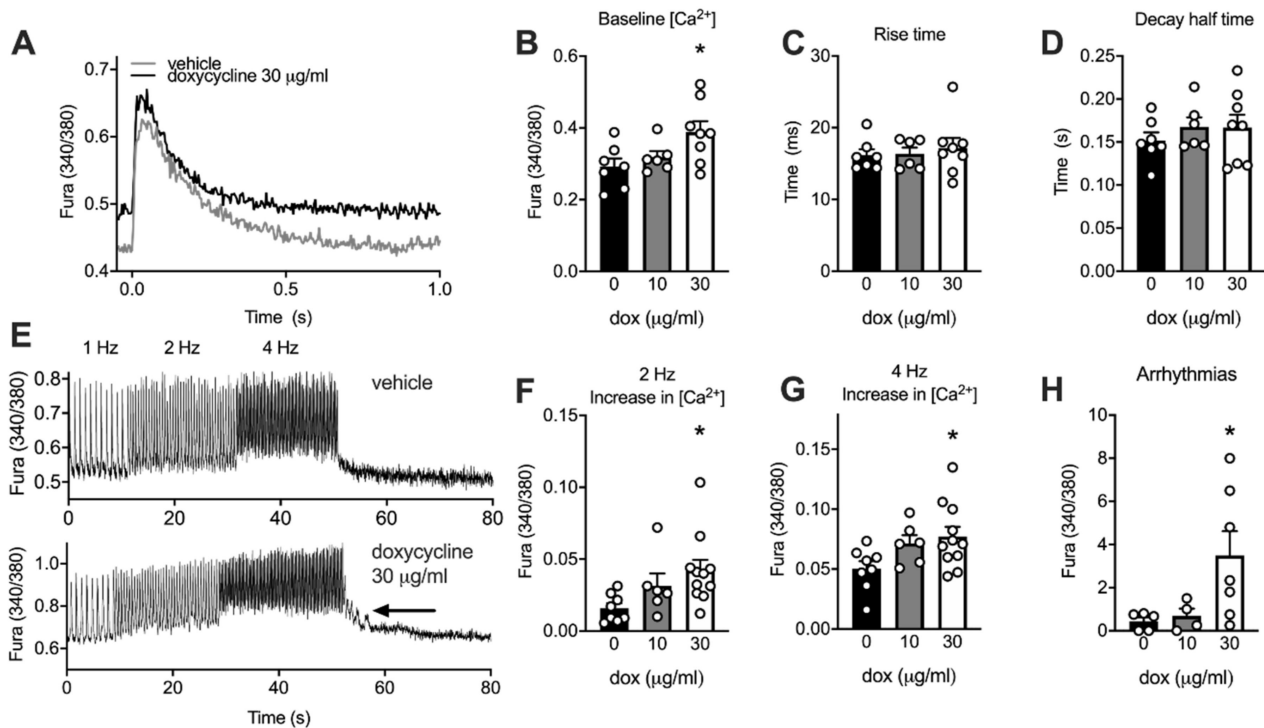 A
vehicle
doxycycline 30 μg/ml
0.7
0.6
0.5
0.4
Fura (340/380)
0.0
0.5
1.0
Time (s)
B
Baseline [Ca²⁺]
*
0.6
0.4
0.2
0.0
Fura (340/380)
0
10
30
dox (μg/ml)
C
Rise time
30
20
10
0
Time (ms)
0
10
30
dox (μg/ml)
D
Decay half time
0.25
0.20
0.15
0.10
0.05
0.00
Time (s)
0
10
30
dox (μg/ml)
E
1 Hz
2 Hz
4 Hz
vehicle
0.8
0.7
0.6
0.5
Fura (340/380)
0
20
40
60
80
doxycycline
30 μg/ml
1.0
0.8
0.6
Fura (340/380)
0
20
40
60
80
Time (s)
F
2 Hz
Increase in [Ca²⁺]
*
0.15
0.10
0.05
0.00
Fura (340/380)
0
10
30
dox (μg/ml)
G
4 Hz
Increase in [Ca²⁺]
*
0.15
0.10
0.05
0.00
Fura (340/380)
0
10
30
dox (μg/ml)
H
Arrhythmias
*
10
8
6
4
2
0
Fura (340/380)
0
10
30
dox (μg/ml)